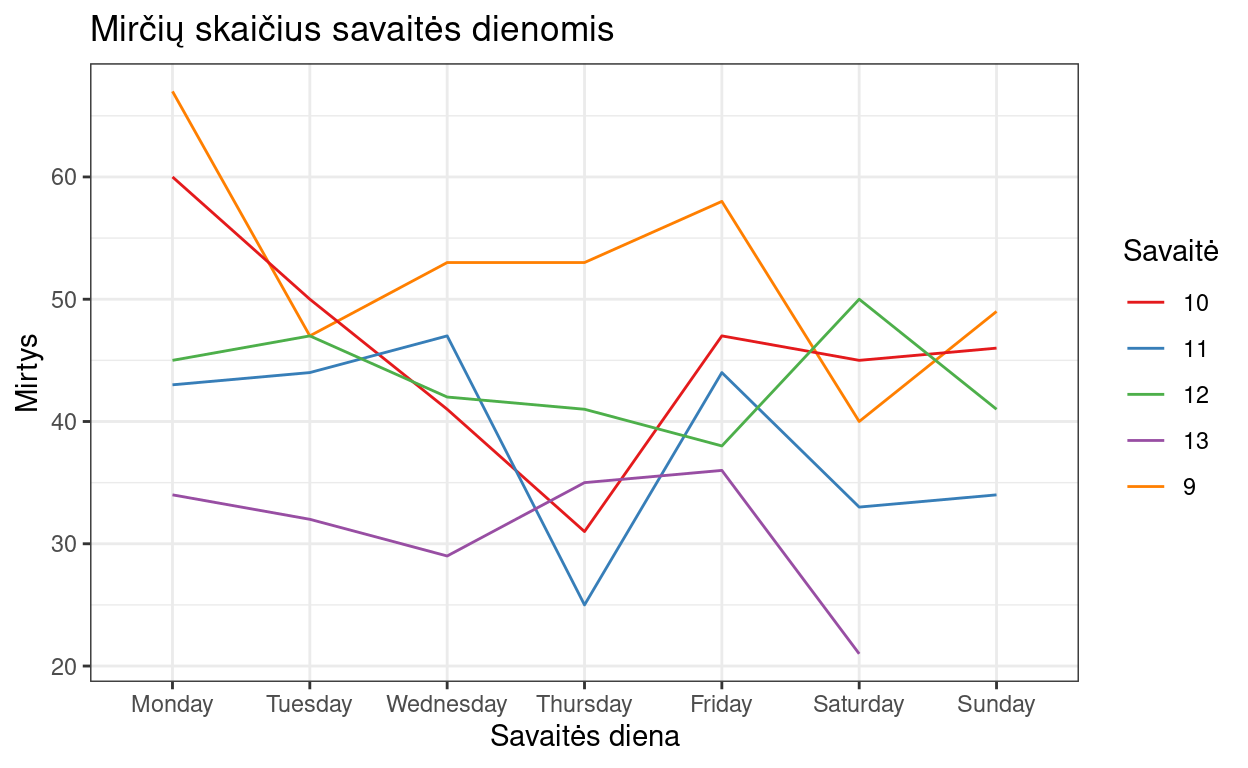 Mirčių skaičius savaitės dienomis
Mirtys
60
50
40
30
20
Monday Tuesday Wednesday Thursday Friday Saturday Sunday
Savaitės diena
Savaitė
10
11
12
13
9